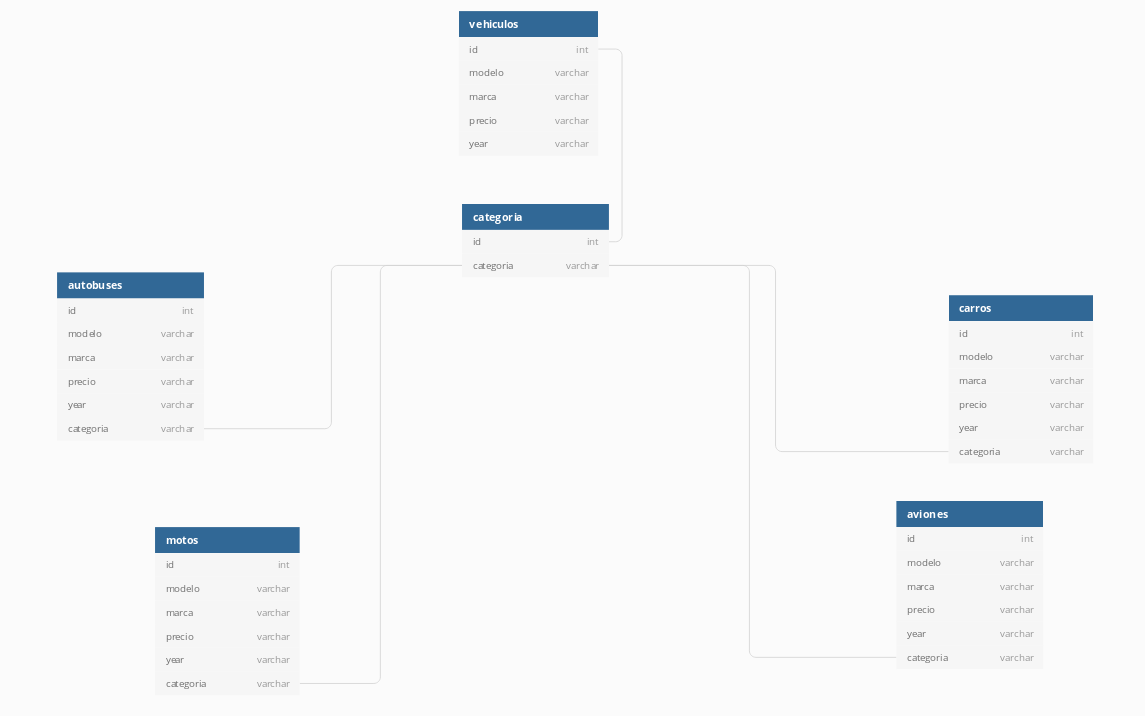 vehiculos
id int
modelo varchar
marca varchar
precio varchar
year varchar
categoria
id int
categoria varchar
autobuses
id int
modelo varchar
marca varchar
precio varchar
year varchar
categoria varchar
carros
id int
modelo varchar
marca varchar
precio varchar
year varchar
categoria varchar
motos
id int
modelo varchar
marca varchar
precio varchar
year varchar
categoria varchar
aviones
id int
modelo varchar
marca varchar
precio varchar
year varchar
categoria varchar